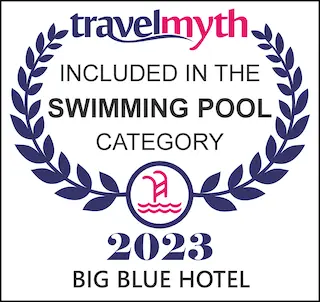 travelmyth
INCLUDED IN THE
SWIMMING POOL
CATEGORY
2023
BIG BLUE HOTEL